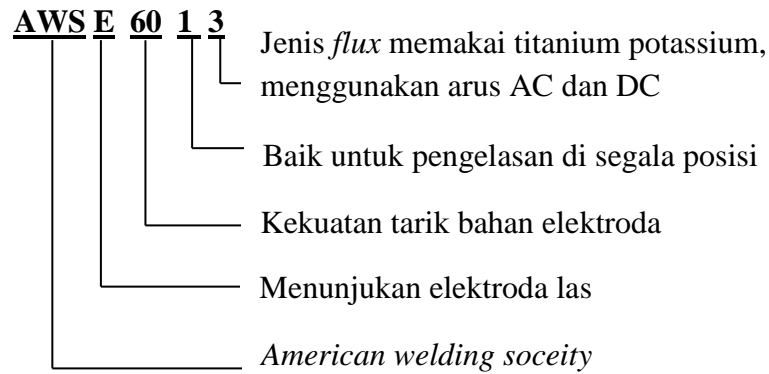 AWS E 60 1 3
Jenis flux memakai titanium potassium,
menggunakan arus AC dan DC
Baik untuk pengelasan di segala posisi
Kekuatan tarik bahan elektroda
Menunjukan elektroda las
American welding soceity